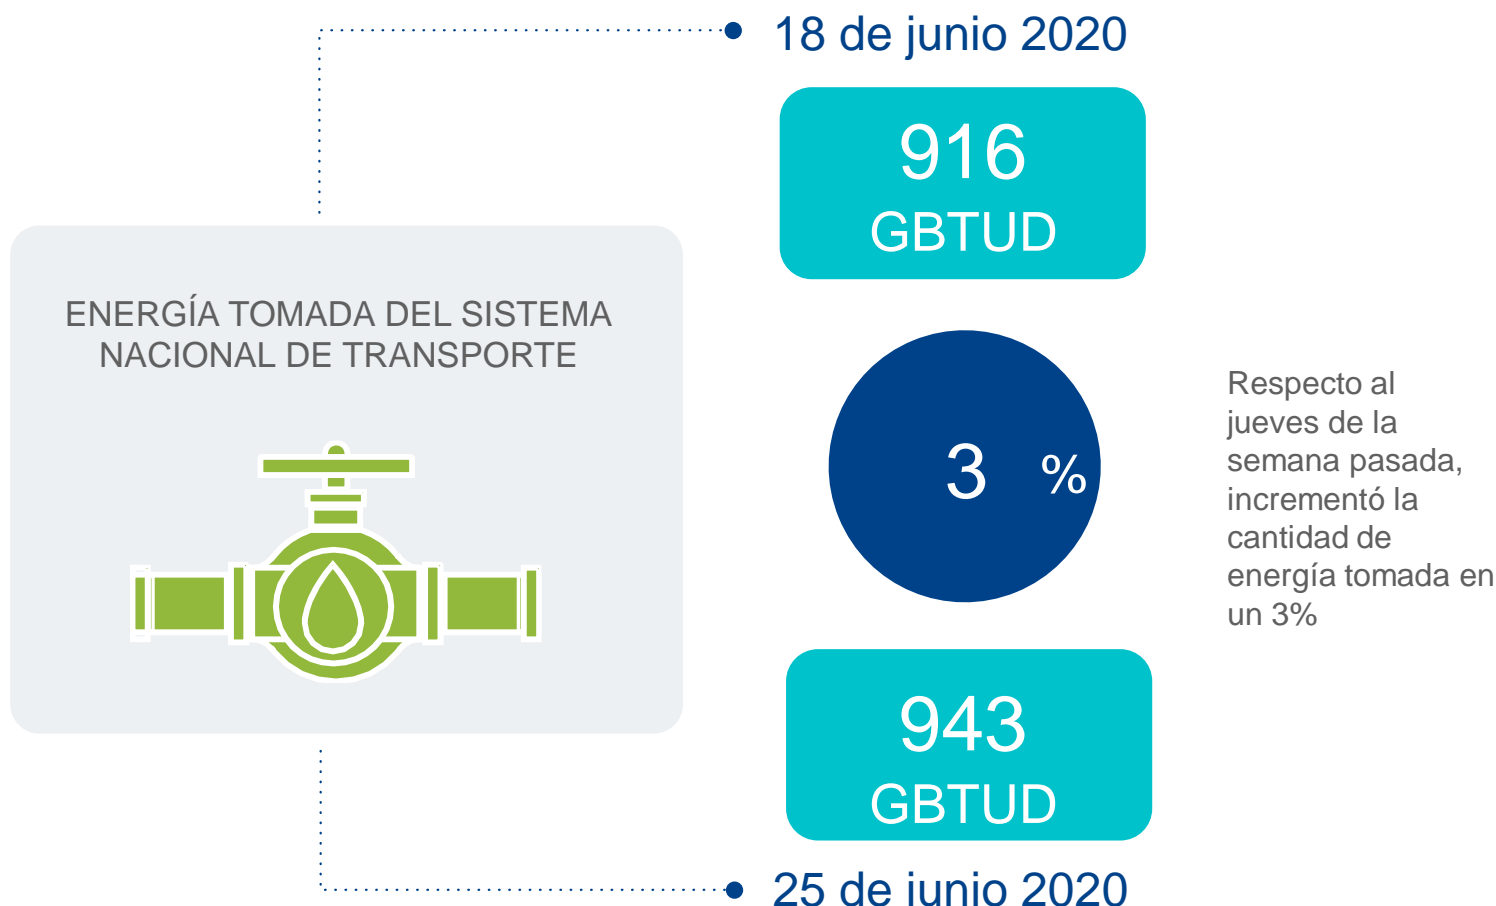 18 de junio 2020
916
GBTUD
ENERGÍA TOMADA DEL SISTEMA
NACIONAL DE TRANSPORTE
3 %
Respecto al
jueves de la
semana pasada,
incrementó la
cantidad de
energía tomada en
un 3%
943
GBTUD
25 de junio 2020